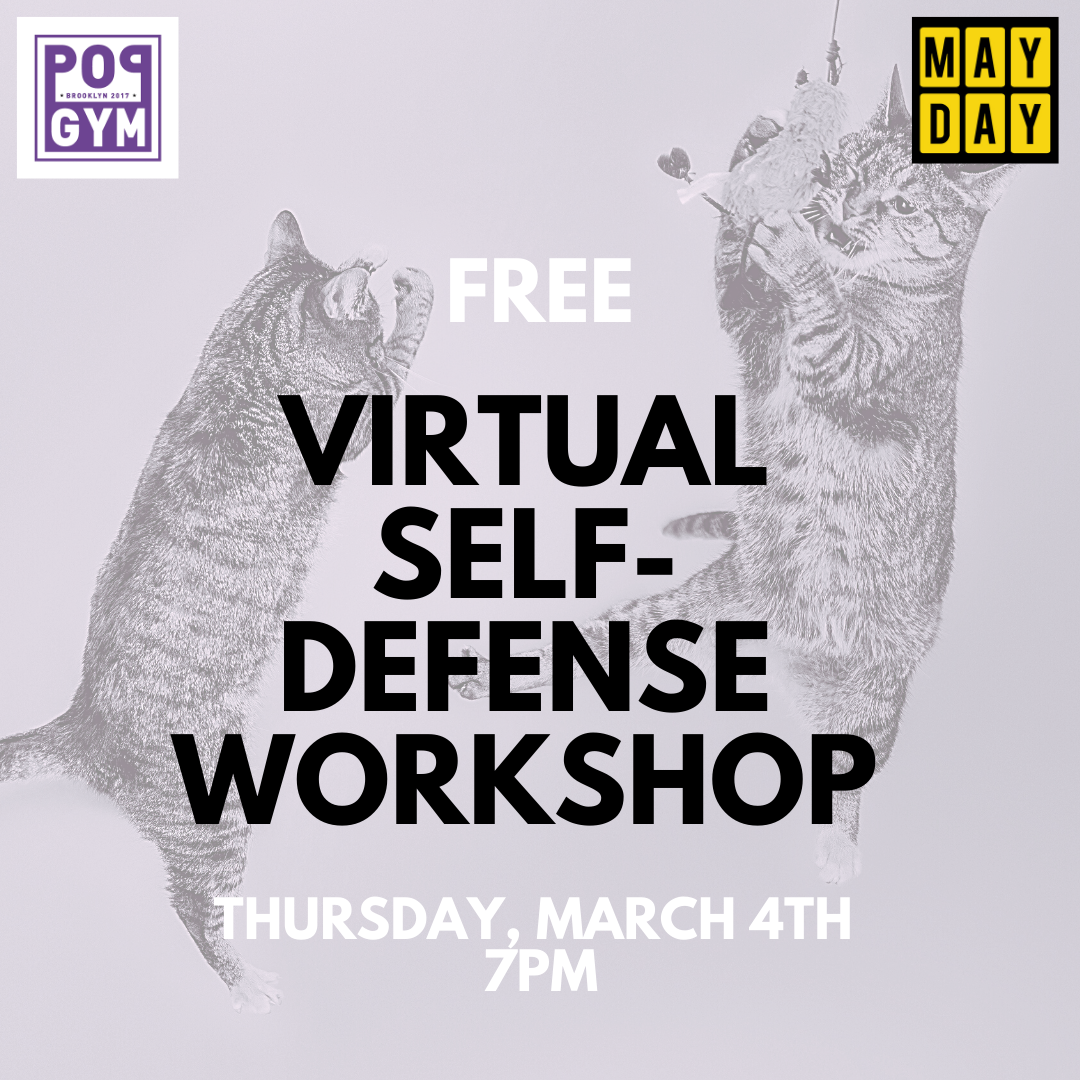 POP
• BROOKLYN 2017 •
GYM
MAY
DAY
FREE
VIRTUAL
SELF-
DEFENSE
WORKSHOP
THURSDAY, MARCH 4TH
7PM